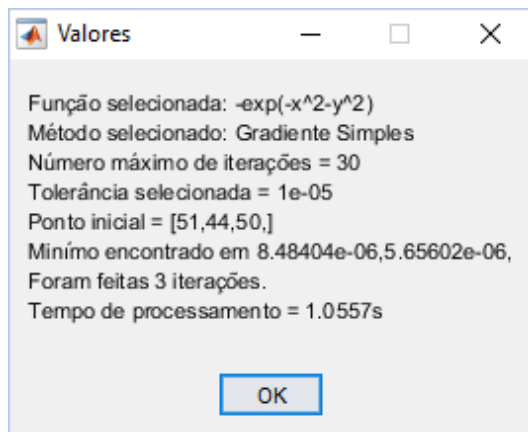 Valores
Função selecionada: -exp(-x^2-y^2)
Método selecionado: Gradiente Simples
Número máximo de iterações = 30
Tolerância selecionada = 1e-05
Ponto inicial = [51,44,50,]
Minímo encontrado em 8.48404e-06,5.65602e-06,
Foram feitas 3 iterações.
Tempo de processamento = 1.0557s
OK